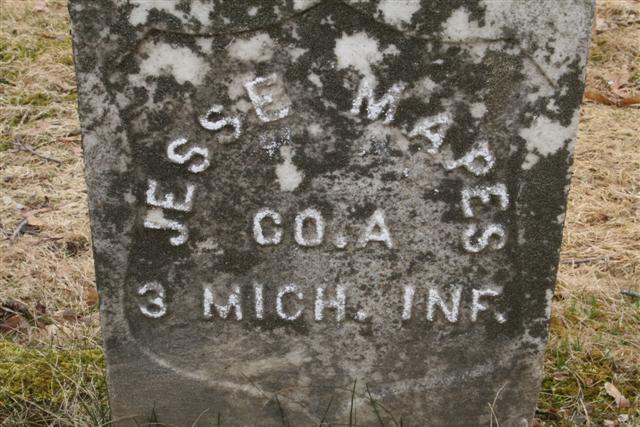 JESSE MAPES
CO. A
3 MICH. INF.